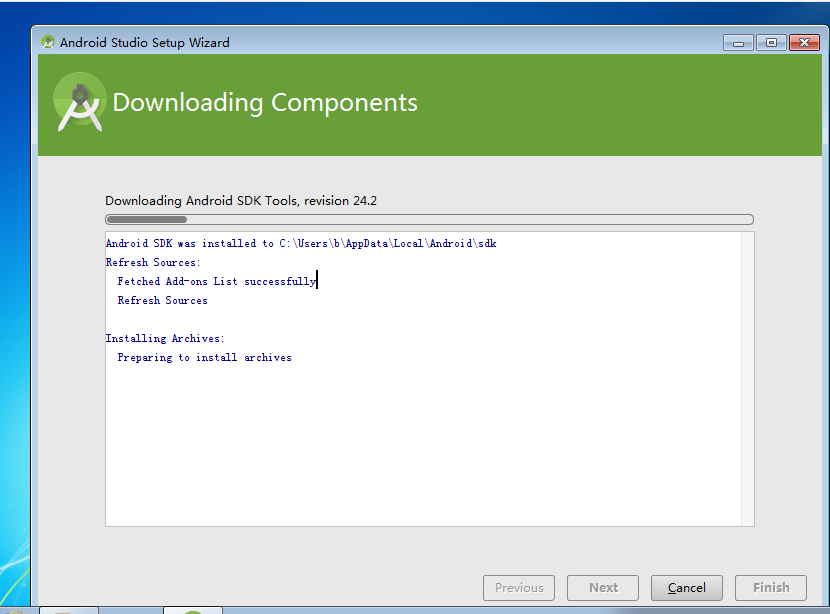 Android Studio Setup Wizard
Downloading Components
Downloading Android SDK Tools, revision 24.2
Android SDK was installed to C:\Users\b\AppData\Local\Android\sdk
Refresh Sources:
Fetched Add-ons List successfully
Refresh Sources
Installing Archives:
Preparing to install archives
Previous
Next
Cancel
Finish